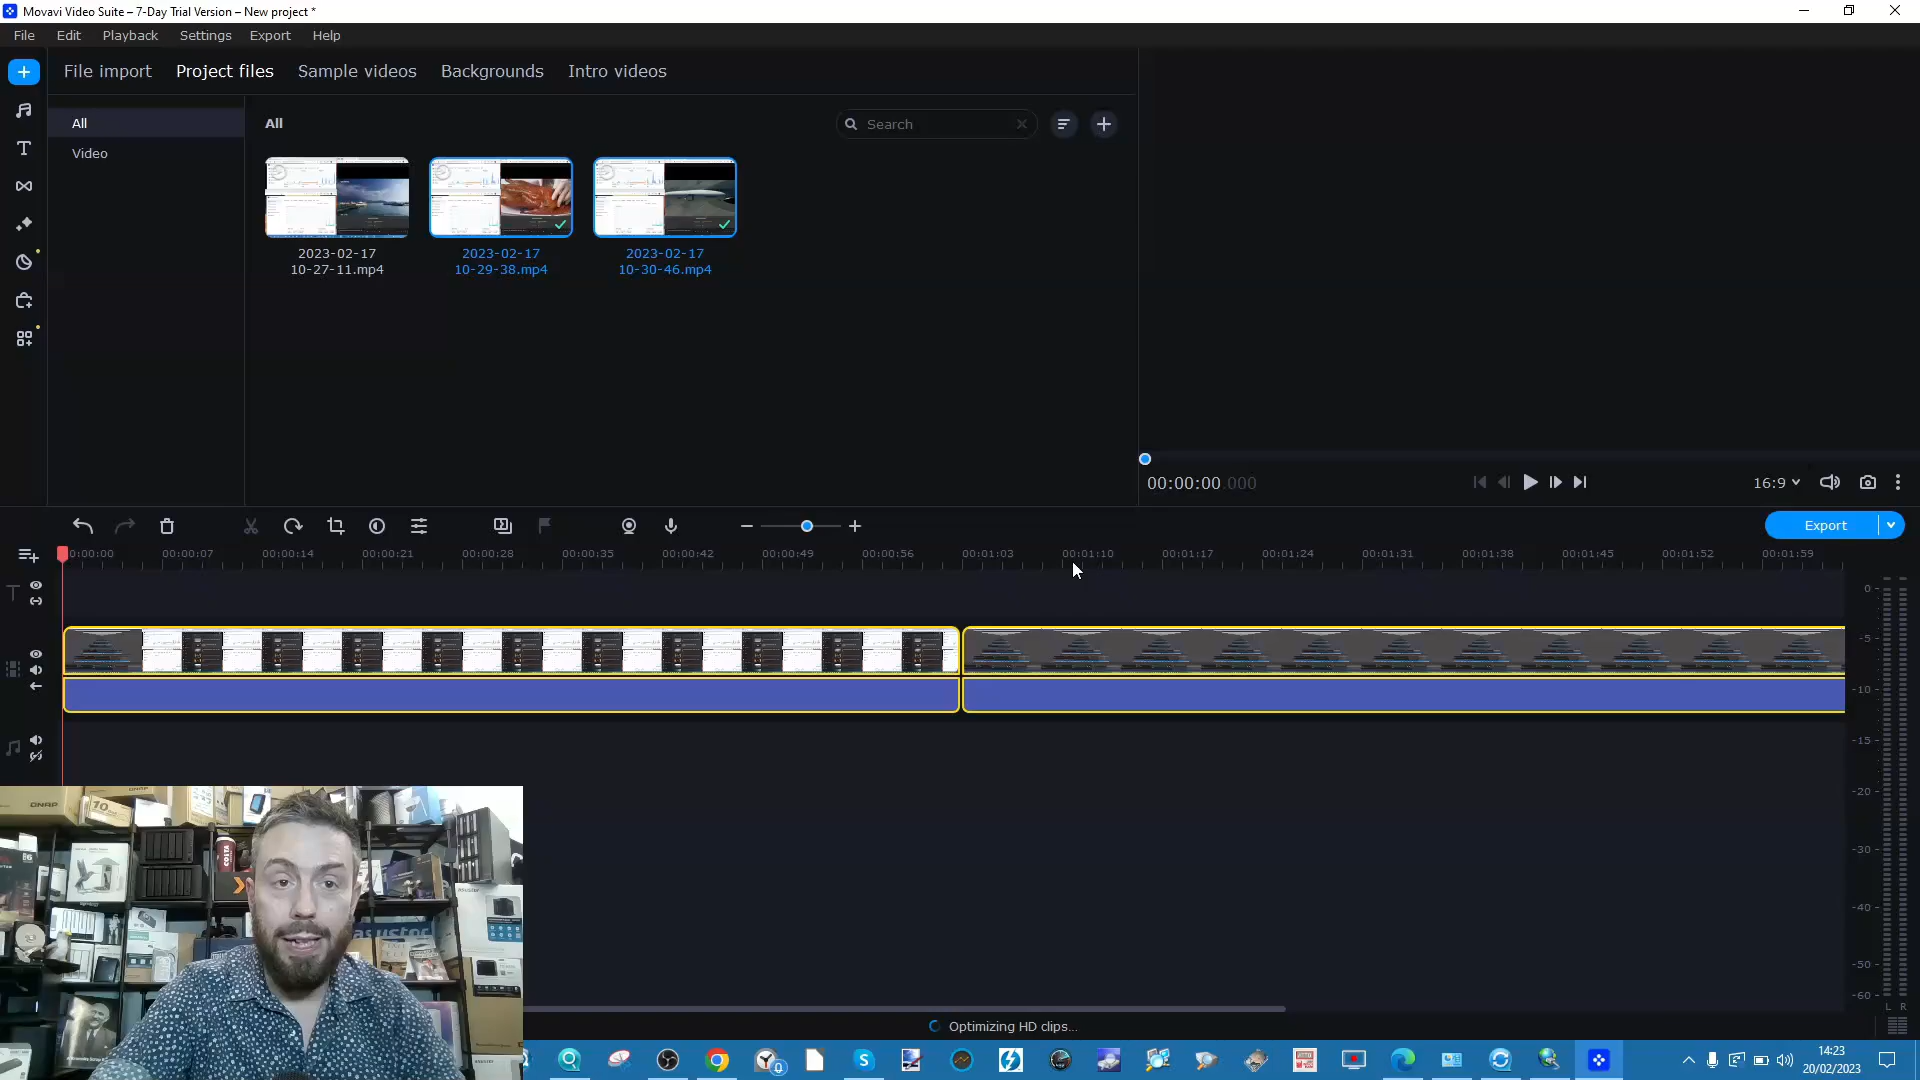 Movavi Video Suite – 7-Day Trial Version – New project *
File Edit Playback Settings Export Help
File import Project files Sample videos Backgrounds Intro videos
All
Video
All
Search
2023-02-17
10-27-11.mp4
2023-02-17
10-29-38.mp4
2023-02-17
10-30-46.mp4
00:00:00.000
16:9
Export
0:00:00 00:00:07 00:00:14 00:00:21 00:00:28 00:00:35 00:00:42 00:00:49 00:00:56 00:01:03 00:01:10 00:01:17 00:01:24 00:01:31 00:01:38 00:01:45 00:01:52 00:01:59
0
-5
-10
-15
-20
-30
-40
-50
-60
L R
QNAP
10
COSTA
asustor
Optimizing HD clips...
14:23
20/02/2023